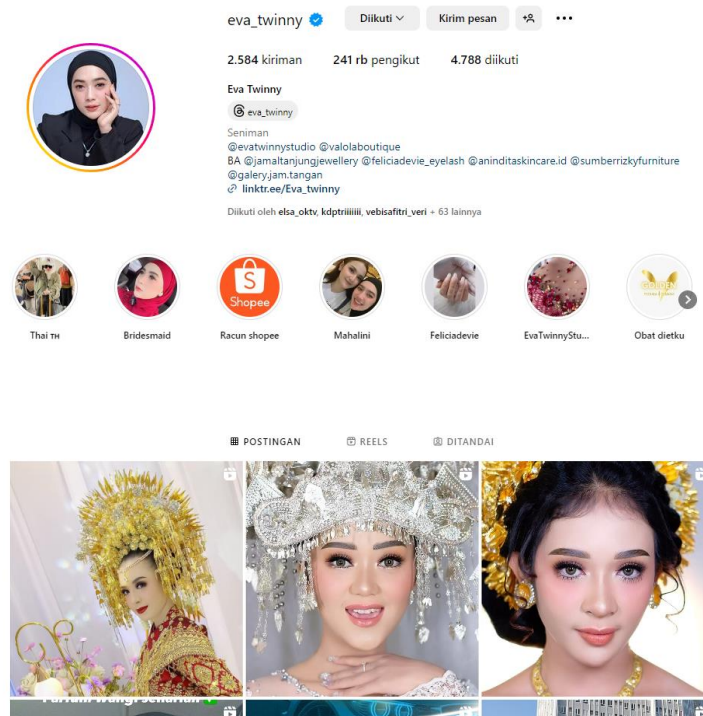 eva_twinny
Diikuti
Kirim pesan
2.584 kiriman
241 rb pengikut
4.788 diikuti
Eva Twinny
eva_twinny
Seniman
@evatwinnystudio @valolaboutique
BA @jamaltanjungjewellery @feliciadevie_eyelash @aninditaskincare.id @sumberrizkyfurniture
@galery.jam.tangan
linktr.ee/Eva_twinny
Diikuti oleh elsa_oktv, kdptriiiiiii, vebisafitri_veri + 63 lainnya
S
Shopee
GOLDEN
Thai TH
Bridesmaid
Racun shopee
Mahalini
Feliciadevie
EvaTwinnyStu...
Obat dietku
POSTINGAN
REELS
DITANDAI